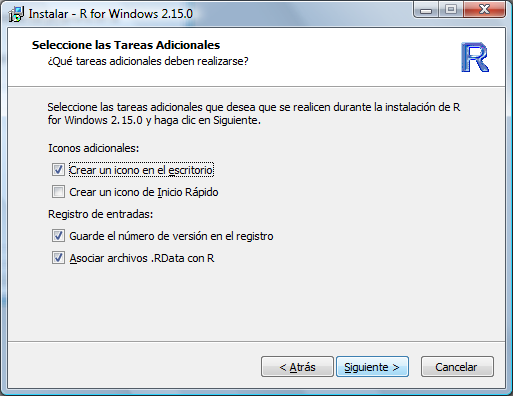 Instalar - R for Windows 2.15.0
Seleccione las Tareas Adicionales
¿Qué tareas adicionales deben realizarse?
R
Seleccione las tareas adicionales que desea que se realicen durante la instalación de R
for Windows 2.15.0 y haga clic en Siguiente.
Iconos adicionales:
Crear un icono en el escritorio
Crear un icono de Inicio Rápido
Registro de entradas:
Guarde el número de versión en el registro
Asociar archivos .RData con R
< Atrás
Siguiente >
Cancelar